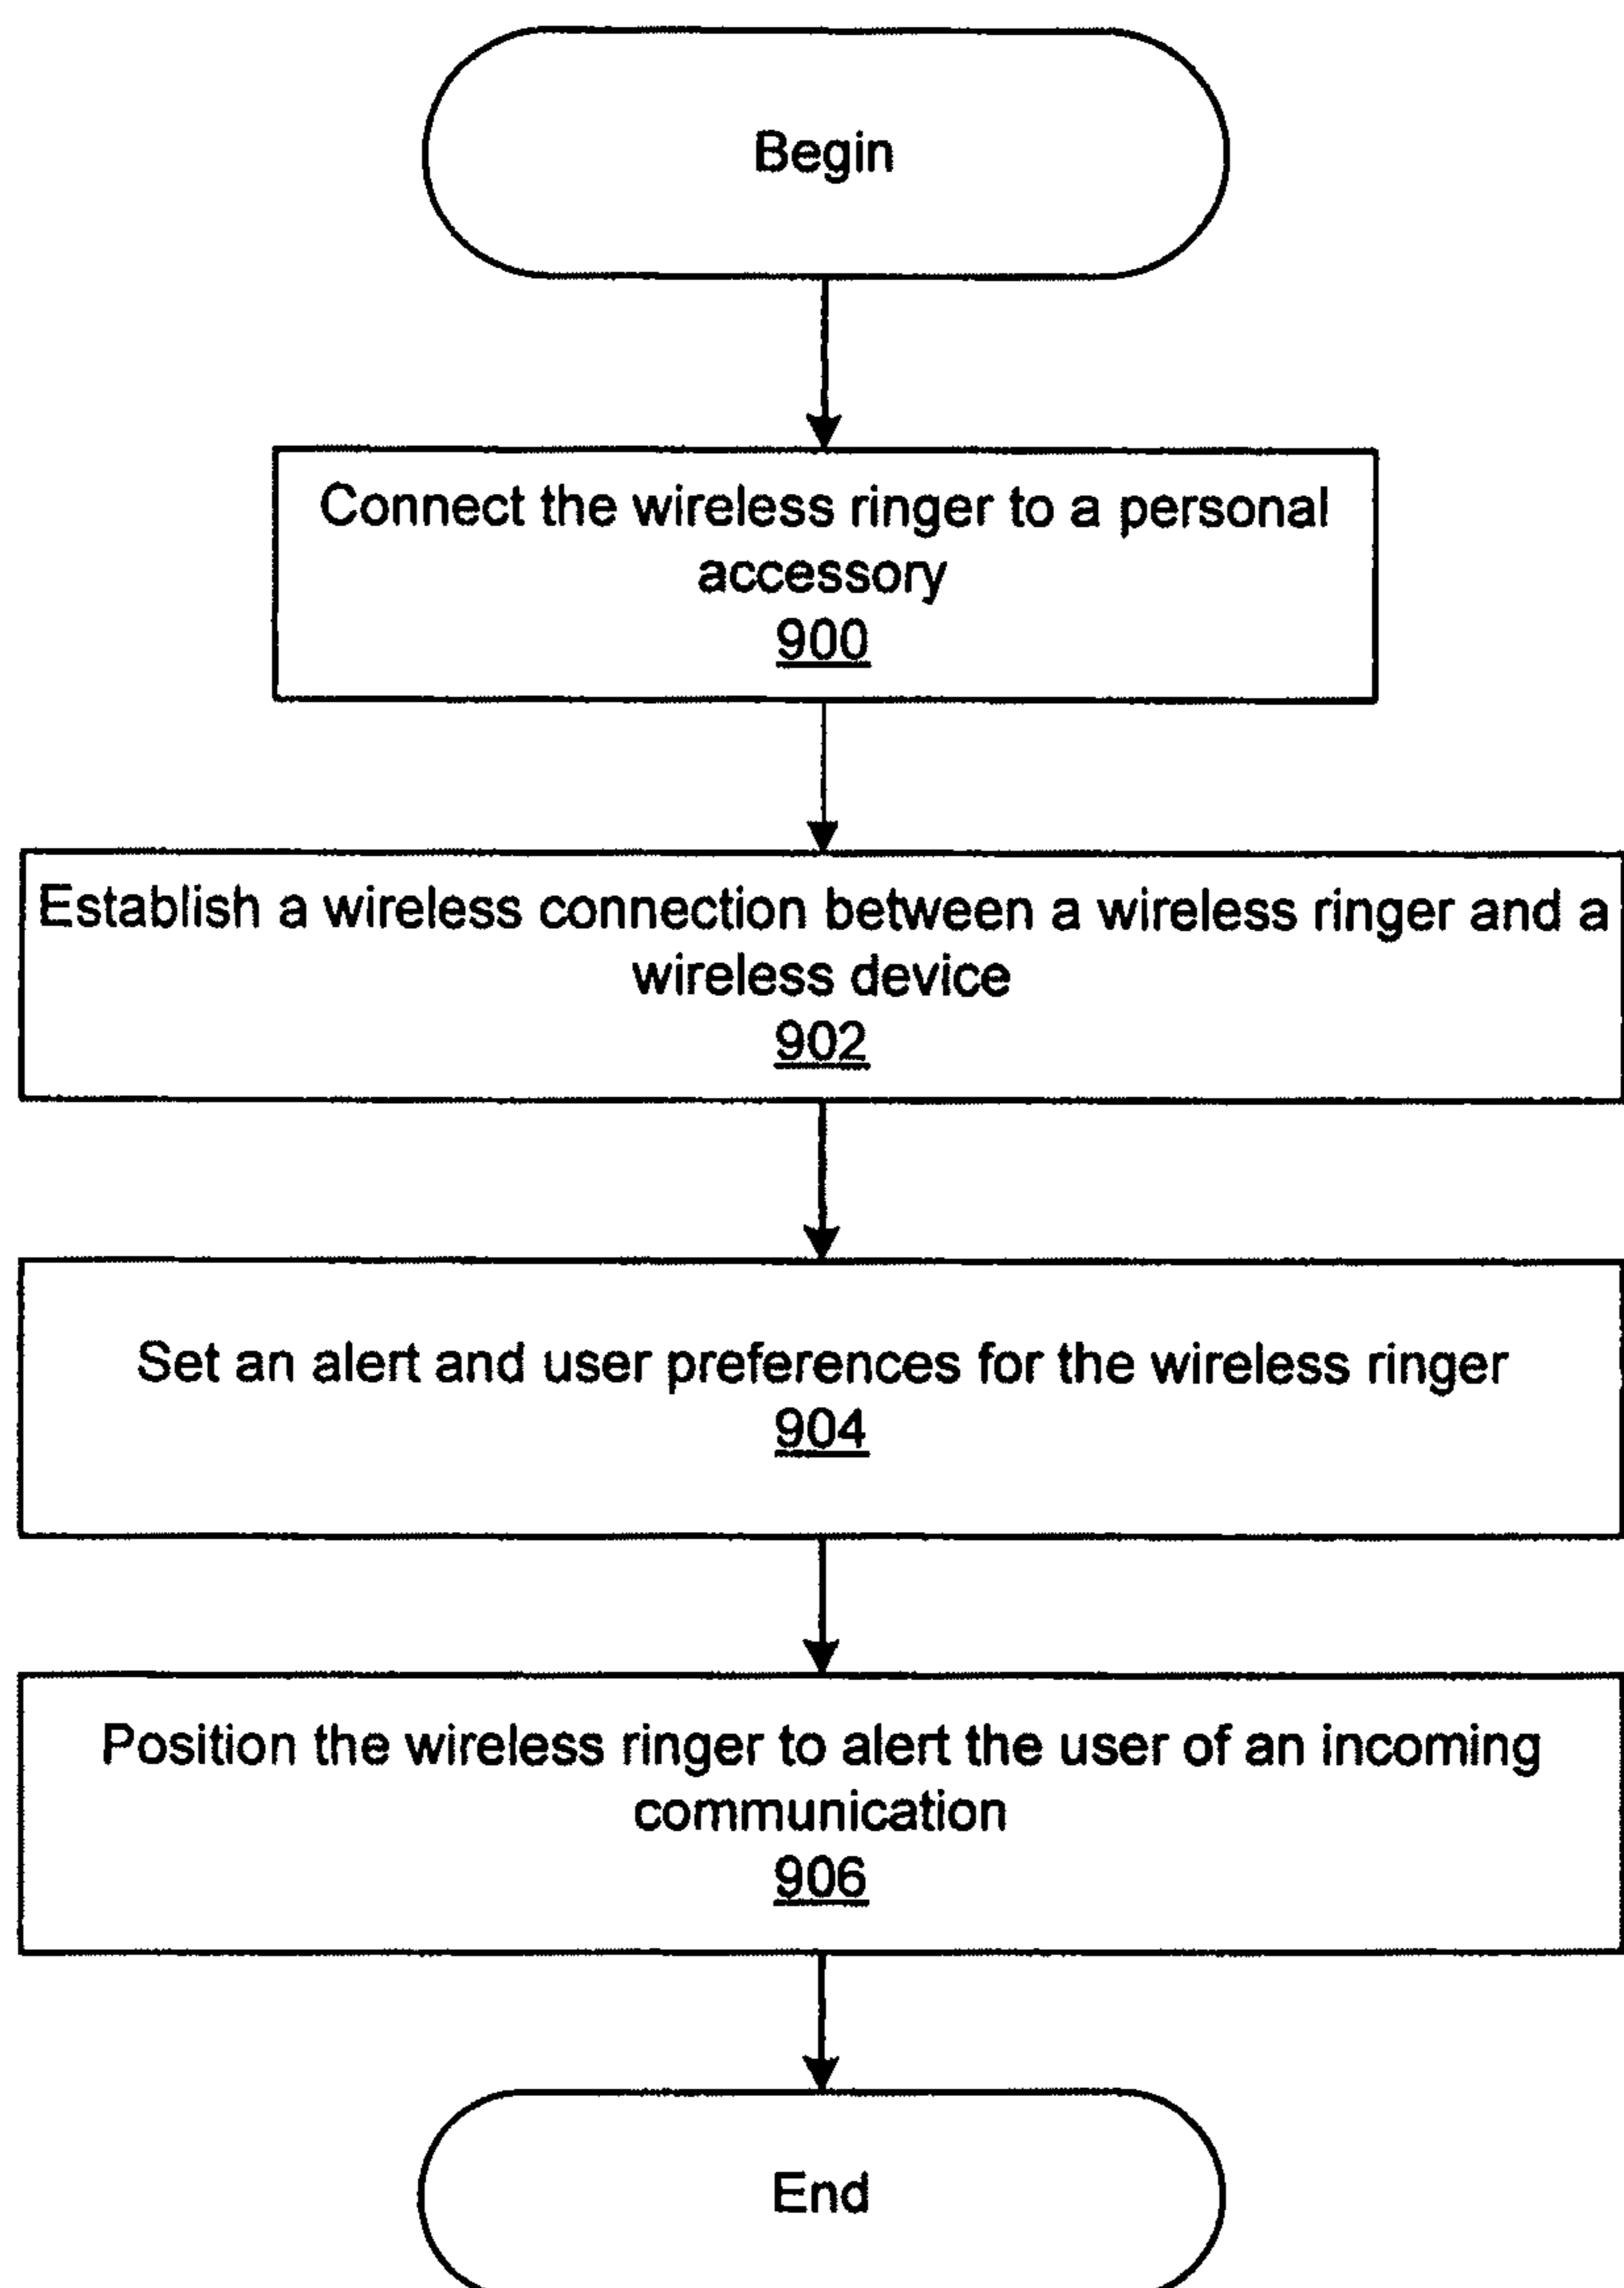 Begin
Connect the wireless ringer to a personal
accessory
900
Establish a wireless connection between a wireless ringer and a
wireless device
902
Set an alert and user preferences for the wireless ringer
904
Position the wireless ringer to alert the user of an incoming
communication
906
End